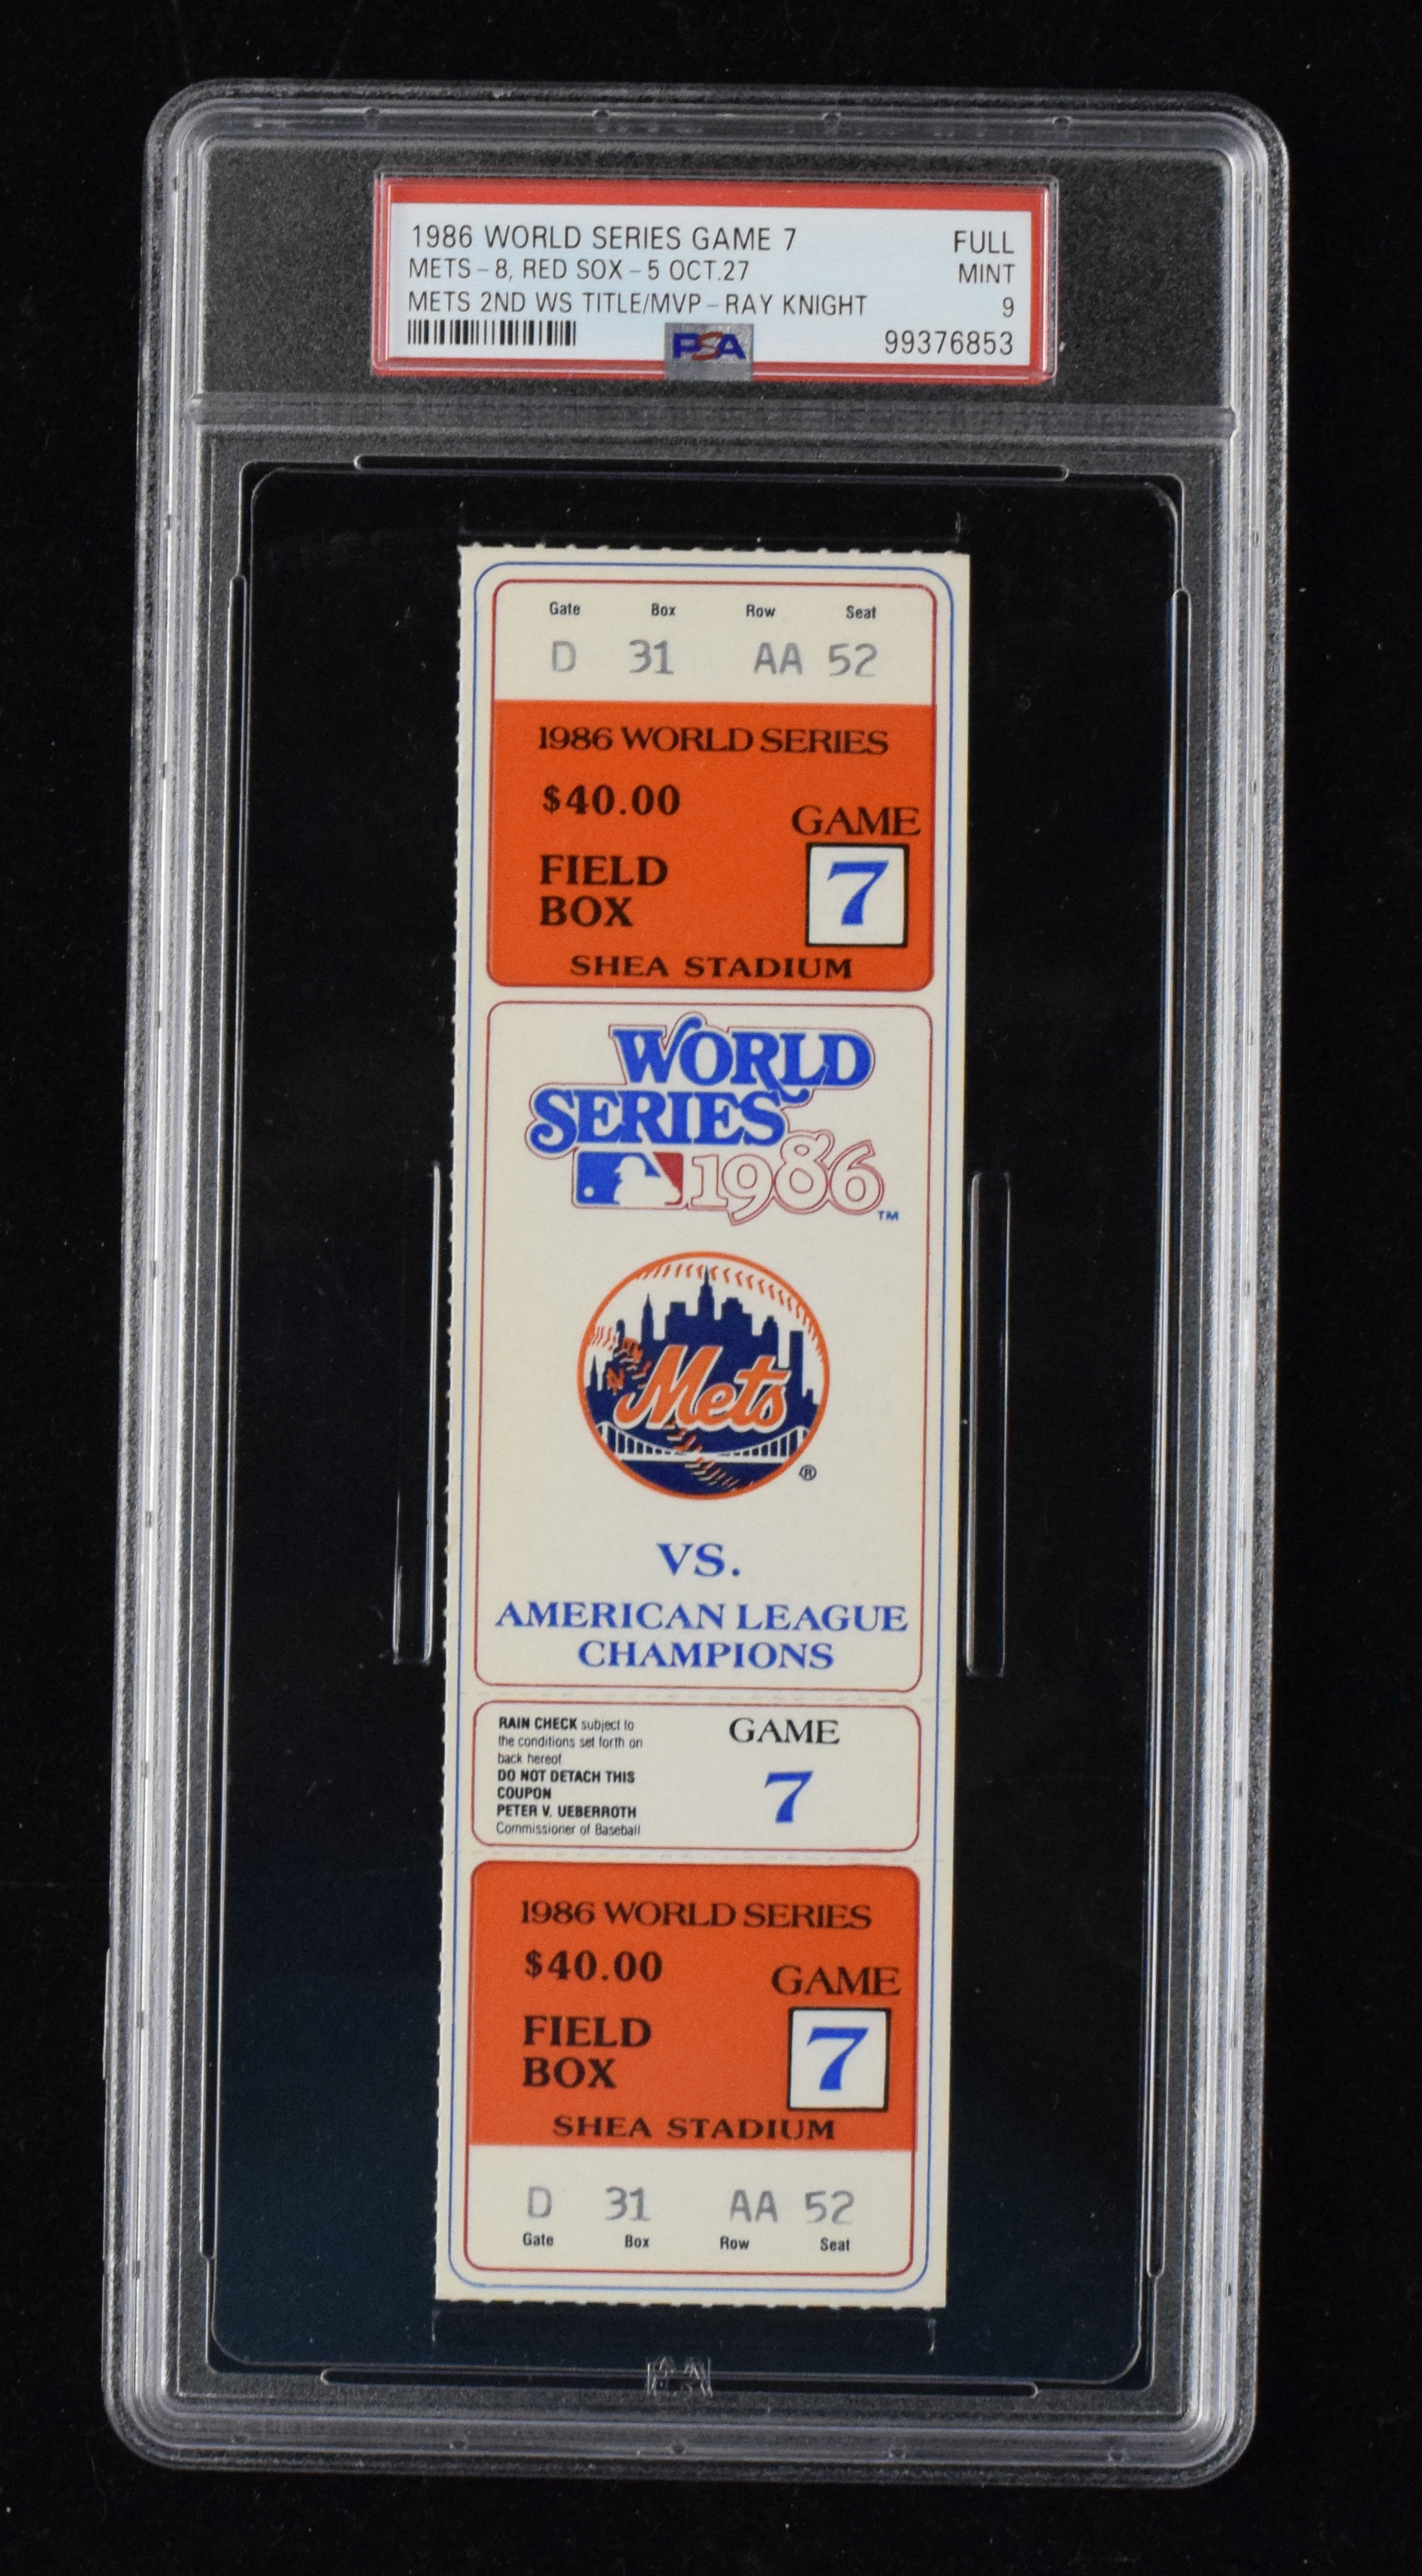 1986 WORLD SERIES GAME 7 FULL
METS - 8, RED SOX - 5 OCT.27 MINT
METS 2ND WS TITLE/MVP - RAY KNIGHT 9
PSA 99376853
Gate Box Row Seat
D 31 AA 52
1986 WORLD SERIES
$40.00
GAME
7
FIELD
BOX
SHEA STADIUM
WORLD
SERIES
1986
TM
NY
Mets
®
VS.
AMERICAN LEAGUE
CHAMPIONS
RAIN CHECK subject to
the conditions set forth on
back hereof
DO NOT DETACH THIS
COUPON
PETER V. UEBERROTH
Commissioner of Baseball
GAME
7
1986 WORLD SERIES
$40.00
GAME
7
FIELD
BOX
SHEA STADIUM
D 31 AA 52
Gate Box Row Seat